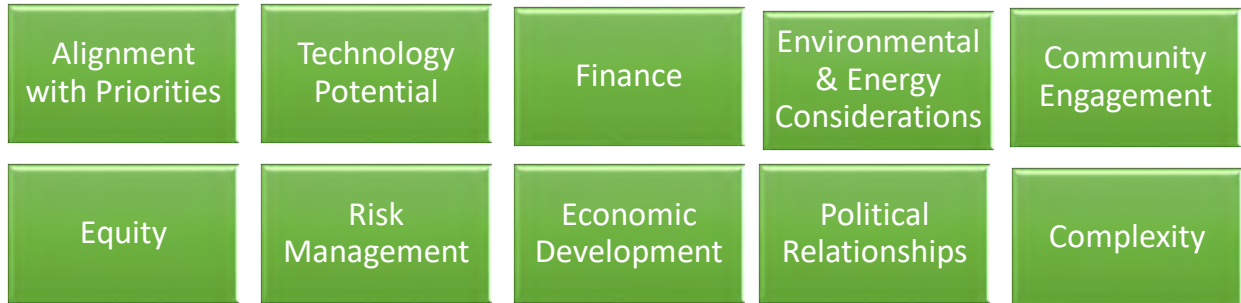 Alignment
with Priorities
Technology
Potential
Finance
Environmental
& Energy
Considerations
Community
Engagement
Equity
Risk
Management
Economic
Development
Political
Relationships
Complexity